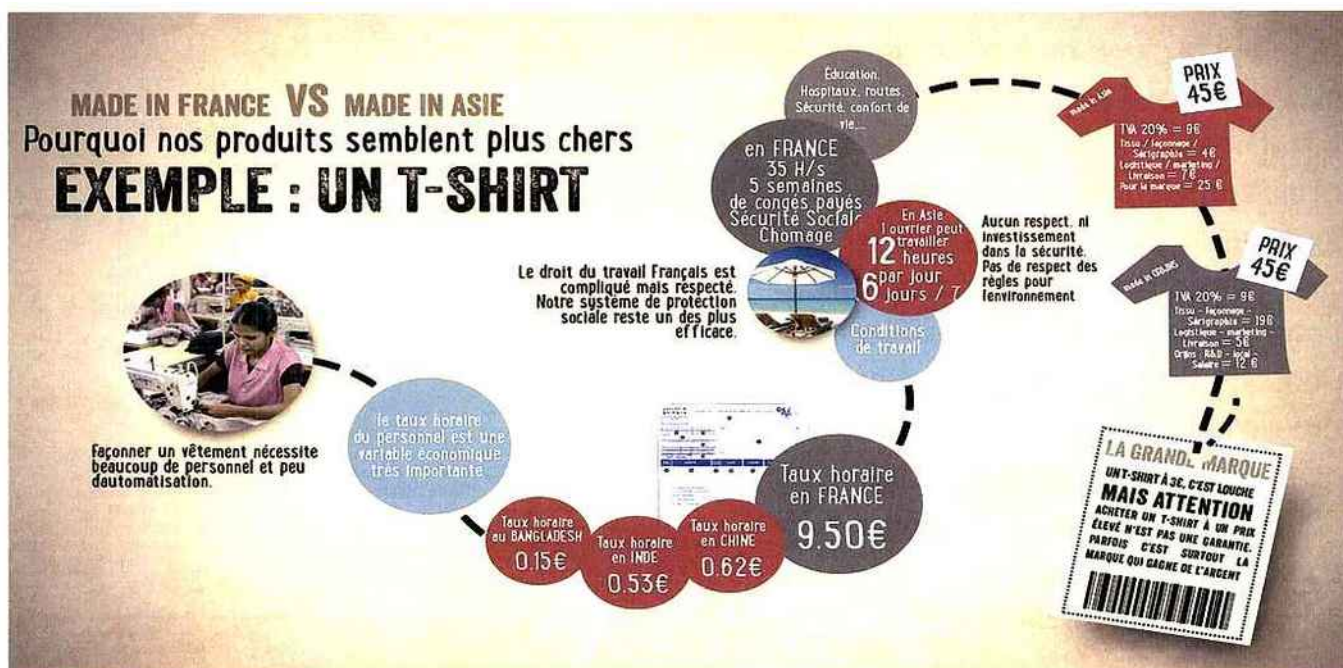 MADE IN FRANCE VS MADE IN ASIE
Pourquoi nos produits semblent plus chers
EXEMPLE : UN T-SHIRT
Façonner un vêtement nécessite
beaucoup de personnel et peu
dautomatisation.
le taux horaire
du personnel est une
variable économique
très importante
Taux horaire
au BANGLADESH
0.15€
Taux horaire
en INDE
0.53€
Taux horaire
en CHINE
0.62€
Taux horaire
en FRANCE
9.50€
Conditions
de travail
Le droit du travail Français est
compliqué mais respecté.
Notre système de protection
sociale reste un des plus
efficace.
En Asie
1 ouvrier peut
travailler
12 heures
par jour
6 jours / 7
Aucun respect, ni
investissement
dans la sécurité.
Pas de respect des
règles pour
lenvironnement
en FRANCE
35 H/s
5 semaines
de congés payés
Sécurité Sociale
Chomage
Éducation,
Hospitaux, routes,
Sécurité, confort de
vie,...
PRIX
45€
made in Asie
TVA 20% = 9€
Tissu / façonnage /
Sérigraphie = 4€
Logistique / marketing /
Livraison = 7€
Pour la marque = 25 €
PRIX
45€
made in
TVA 20% = 9€
Tissu - façonnage -
Sérigraphie = 19€
Logistique - marketing -
Livraison = 5€
R&D - local -
Salaire = 12 €
LA GRANDE MARQUE
UNT-SHIRT À 3€, C'EST LOUCHE
MAIS ATTENTION
ACHETER UN T-SHIRT À UN PRIX
ÉLEVÉ N'EST PAS UNE GARANTIE.
PARFOIS C'EST SURTOUT LA
MARQUE QUI GAGNE DE L'ARGENT